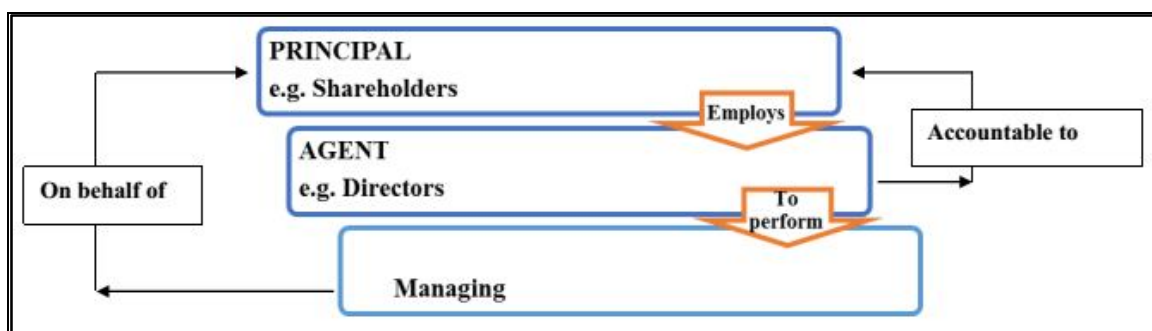 PRINCIPAL
e.g. Shareholders
Employs
AGENT
e.g. Directors
Accountable to
On behalf of
To
perform
Managing